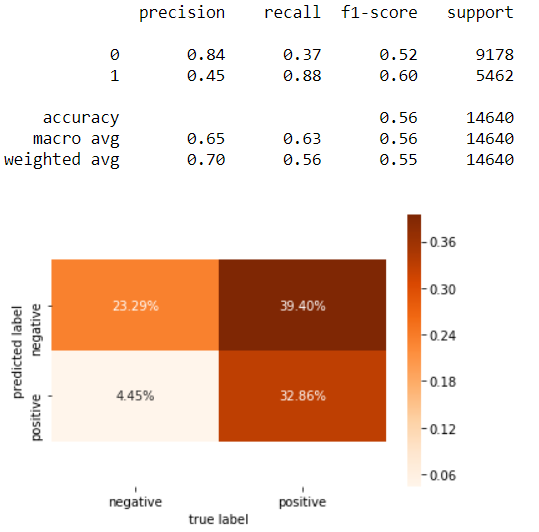 precision recall f1-score support
0 0.84 0.37 0.52 9178
1 0.45 0.88 0.60 5462
accuracy 0.56 14640
macro avg 0.65 0.63 0.56 14640
weighted avg 0.70 0.56 0.55 14640
predicted label
negative
positive
23.29% 39.40%
4.45% 32.86%
negative positive
true label
0.36
0.30
0.24
0.18
0.12
0.06